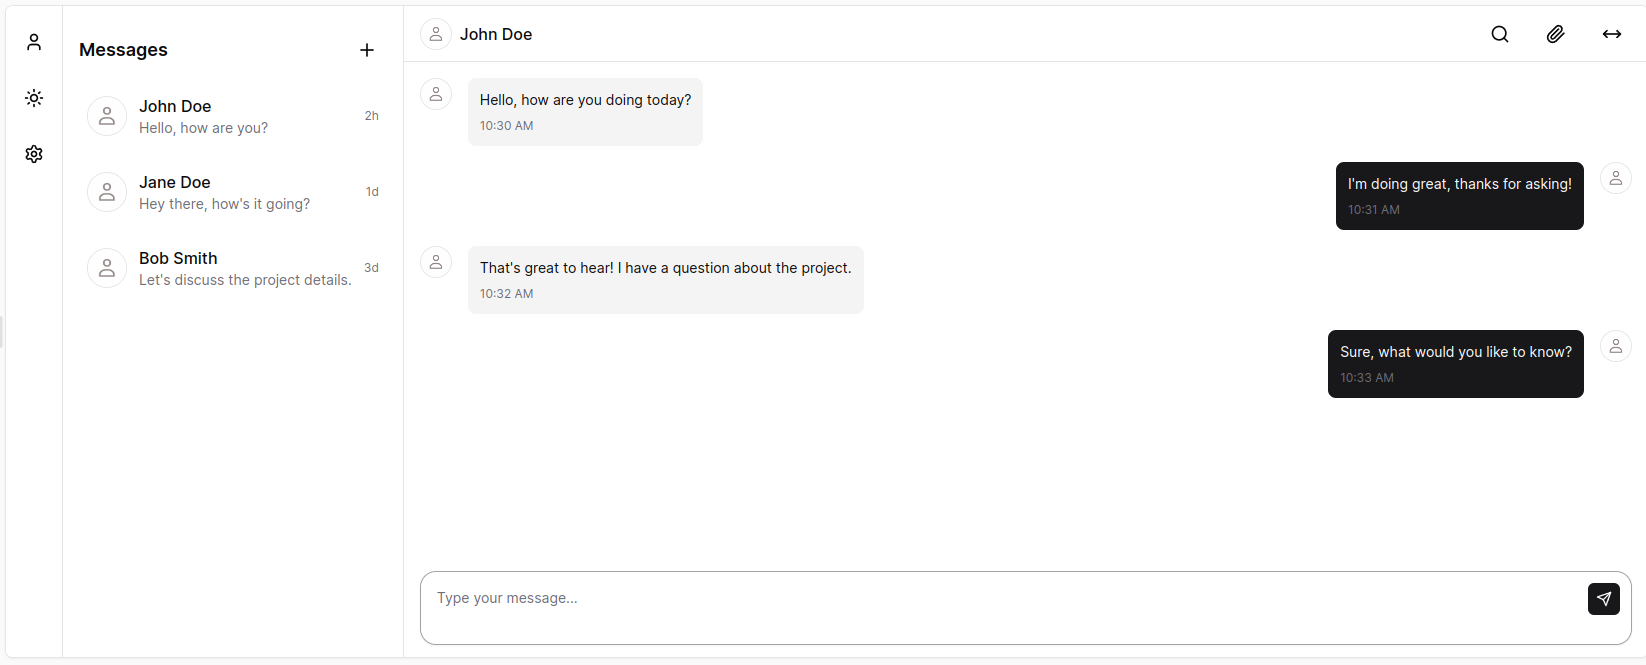 Messages
John Doe
Hello, how are you?
2h
Jane Doe
Hey there, how's it going?
1d
Bob Smith
Let's discuss the project details.
3d
John Doe
Hello, how are you doing today?
10:30 AM
I'm doing great, thanks for asking!
10:31 AM
That's great to hear! I have a question about the project.
10:32 AM
Sure, what would you like to know?
10:33 AM
Type your message...